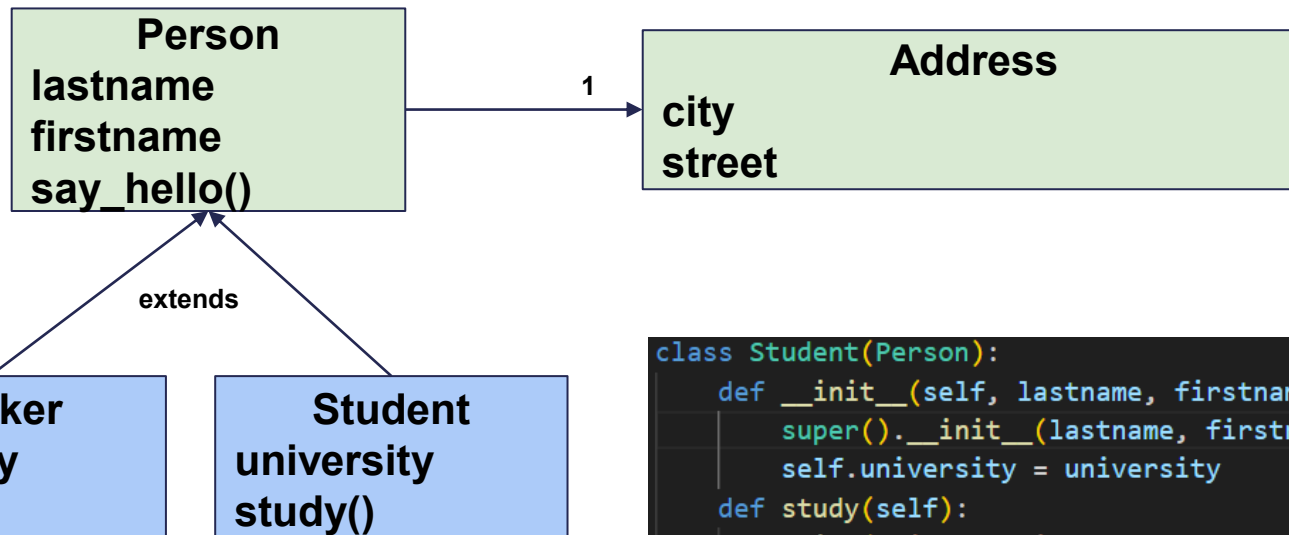 Person
lastname
firstname
say_hello()
1
Address
city
street
extends
ker
y
Student
university
study()
class Student(Person):
def __init__(self, lastname,
super().__init__(lastname,
self.university = university
def study(self):